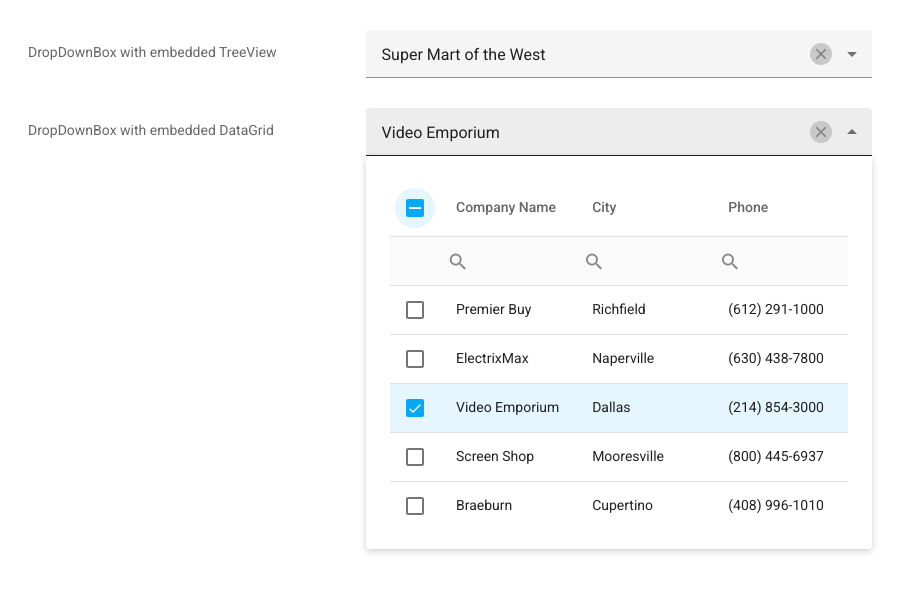 DropDownBox with embedded TreeView
Super Mart of the West
DropDownBox with embedded DataGrid
Video Emporium
Company Name City Phone
Premier Buy Richfield (612) 291-1000
ElectrixMax Naperville (630) 438-7800
Video Emporium Dallas (214) 854-3000
Screen Shop Mooresville (800) 445-6937
Braeburn Cupertino (408) 996-1010